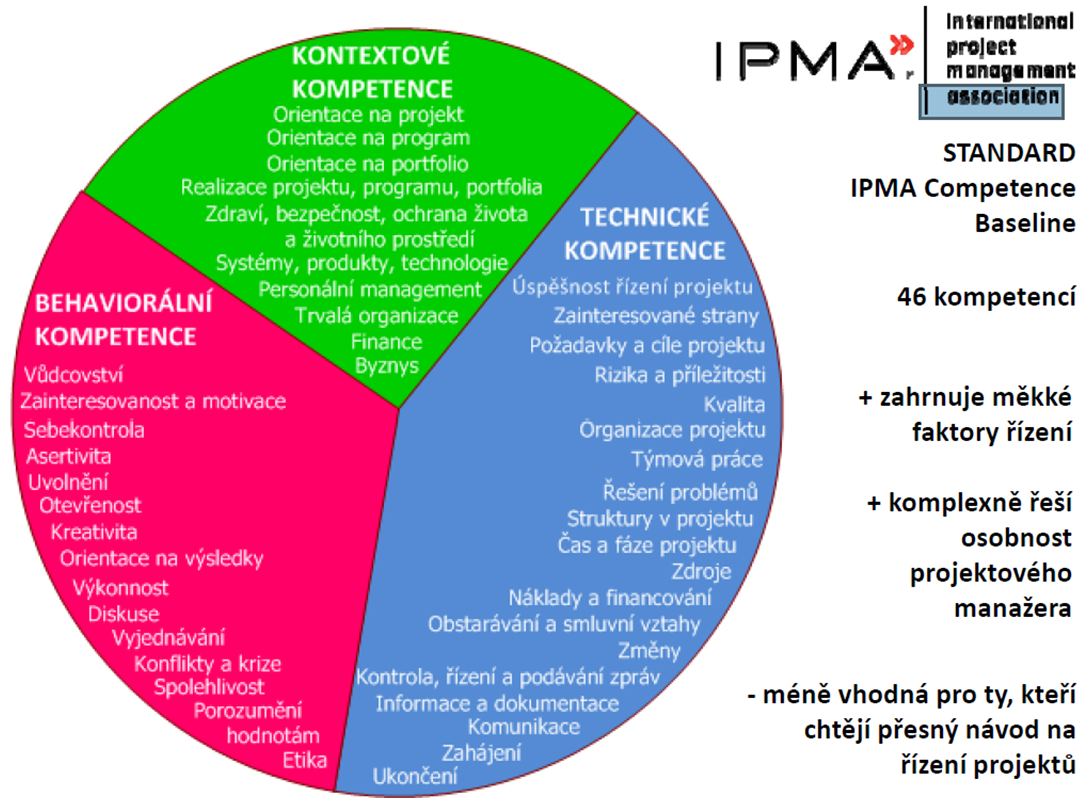 KONTEXTOVÉ
KOMPETENCE
Orientace na projekt
Orientace na program
Orientace na portfolio
Realizace projektu, programu, portfolia
Zdraví, bezpečnost, ochrana života
a životního prostředí
Systémy, produkty, technologie
Personální management
Trvalá organizace
Finance
Byznys
TECHNICKÉ
KOMPETENCE
Úspěšnost řízení projektu
Zainteresované strany
Požadavky a cíle projektu
Rizika a příležitosti
Kvalita
Organizace projektu
Týmová práce
Řešení problémů
Struktury v projektu
Čas a fáze projektu
Zdroje
Náklady a financování
Obstarávání a smluvní vztahy
Změny
Kontrola, řízení a podávání zpráv
Informace a dokumentace
Komunikace
Zahájení
Ukončení
BEHAVIORÁLNÍ
KOMPETENCE
Vůdcovství
Zainteresovanost a motivace
Sebekontrola
Asertivita
Uvolnění
Otevřenost
Kreativita
Orientace na výsledky
Výkonnost
Diskuse
Vyjednávání
Konflikty a krize
Spolehlivost
Porozumění
hodnotám
Etika
IPMA
international
project
management
association
STANDARD
IPMA Competence
Baseline
46 kompetencí
+ zahrnuje měkké
faktory řízení
+ komplexně řeší
osobnost
projektového
manažera
- méně vhodná pro ty, kteří
chtějí přesný návod na
řízení projektů